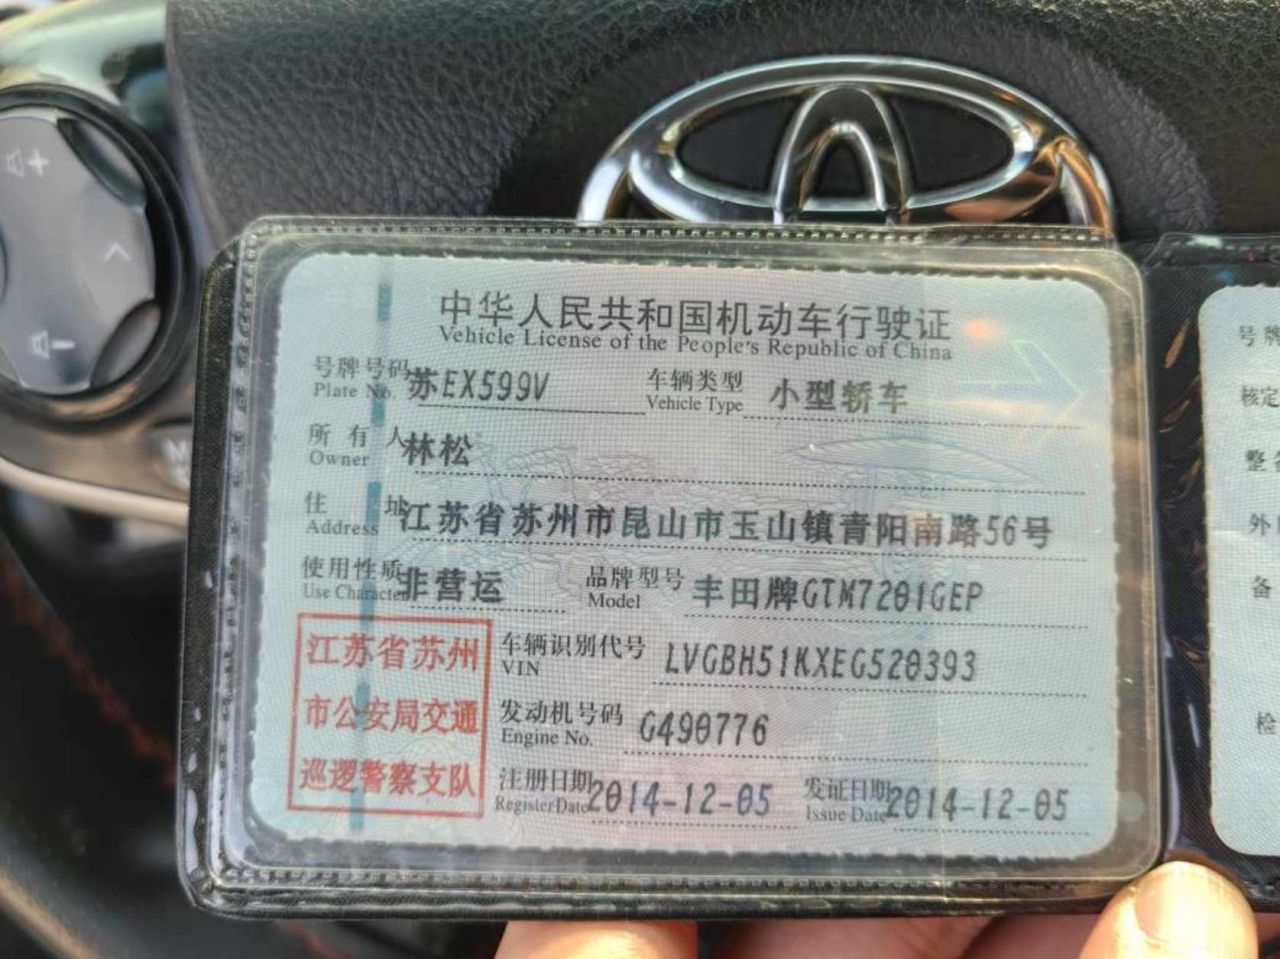 中华人民共和国机动车行驶证
Vehicle License of the People's Republic of China
号牌号码 苏EX599V 车辆类型 小型轿车
Plate No. Vehicle Type
所有人 林松
Owner
住址 江苏省苏州市昆山市玉山镇青阳南路56号
Address
使用性质 非营运 品牌型号 丰田牌GTM7201GEP
Use Character Model
江苏省苏州
市公安局交通
巡逻警察支队
车辆识别代号 LVGBH51KXEG520393
VIN
发动机号码 G490776
Engine No.
注册日期 2014-12-05 发证日期 2014-12-05
Register Date Issue Date
号牌
核定
整备
外
备
检